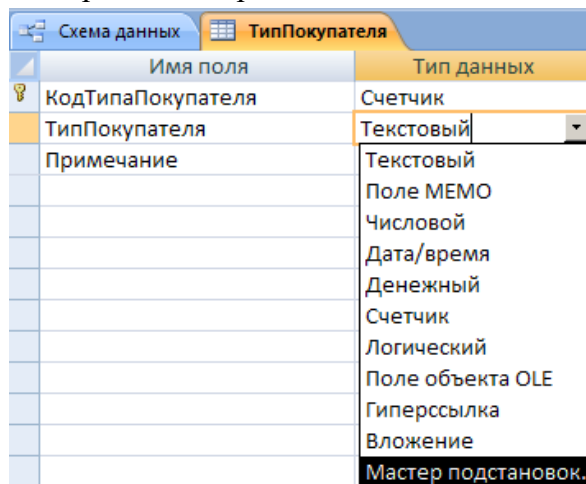 Схема данных ТипПокупателя
Имя поля Тип данных
КодТипаПокупателя Счетчик
ТипПокупателя Текстовый
Примечание Текстовый
Поле МЕМО
Числовой
Дата/время
Денежный
Счетчик
Логический
Поле объекта OLE
Гиперссылка
Вложение
Мастер подстановок.